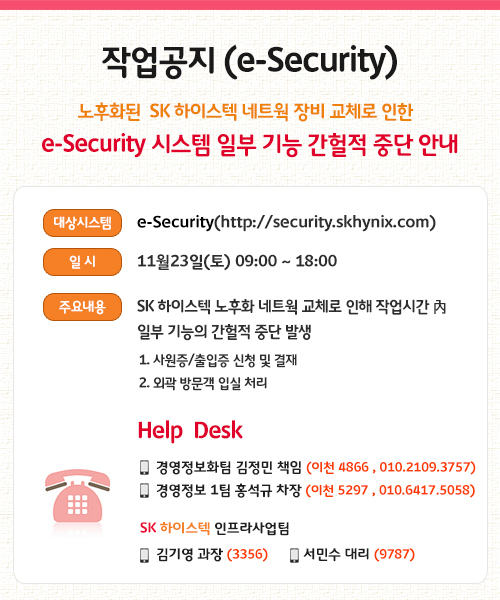 작업공지 (e-Security)
노후화된 SK 하이스텍 네트웍 장비 교체로 인한
e-Security 시스템 일부 기능 간헐적 중단 안내
대상시스템 e-Security(http://security.skhynix.com)
일 시 11월23일(토) 09:00 ~ 18:00
주요내용 SK 하이스텍 노후화 네트웍 교체로 인해 작업시간 內
일부 기능의 간헐적 중단 발생
1. 사원증/출입증 신청 및 결재
2. 외곽 방문객 입실 처리
Help Desk
경영정보화팀 김정민 책임 (이천 4866 , 010.2109.3757)
경영정보 1팀 홍석규 차장 (이천 5297 , 010.6417.5058)
SK 하이스텍 인프라사업팀
김기영 과장 (3356) 서민수 대리 (9787)